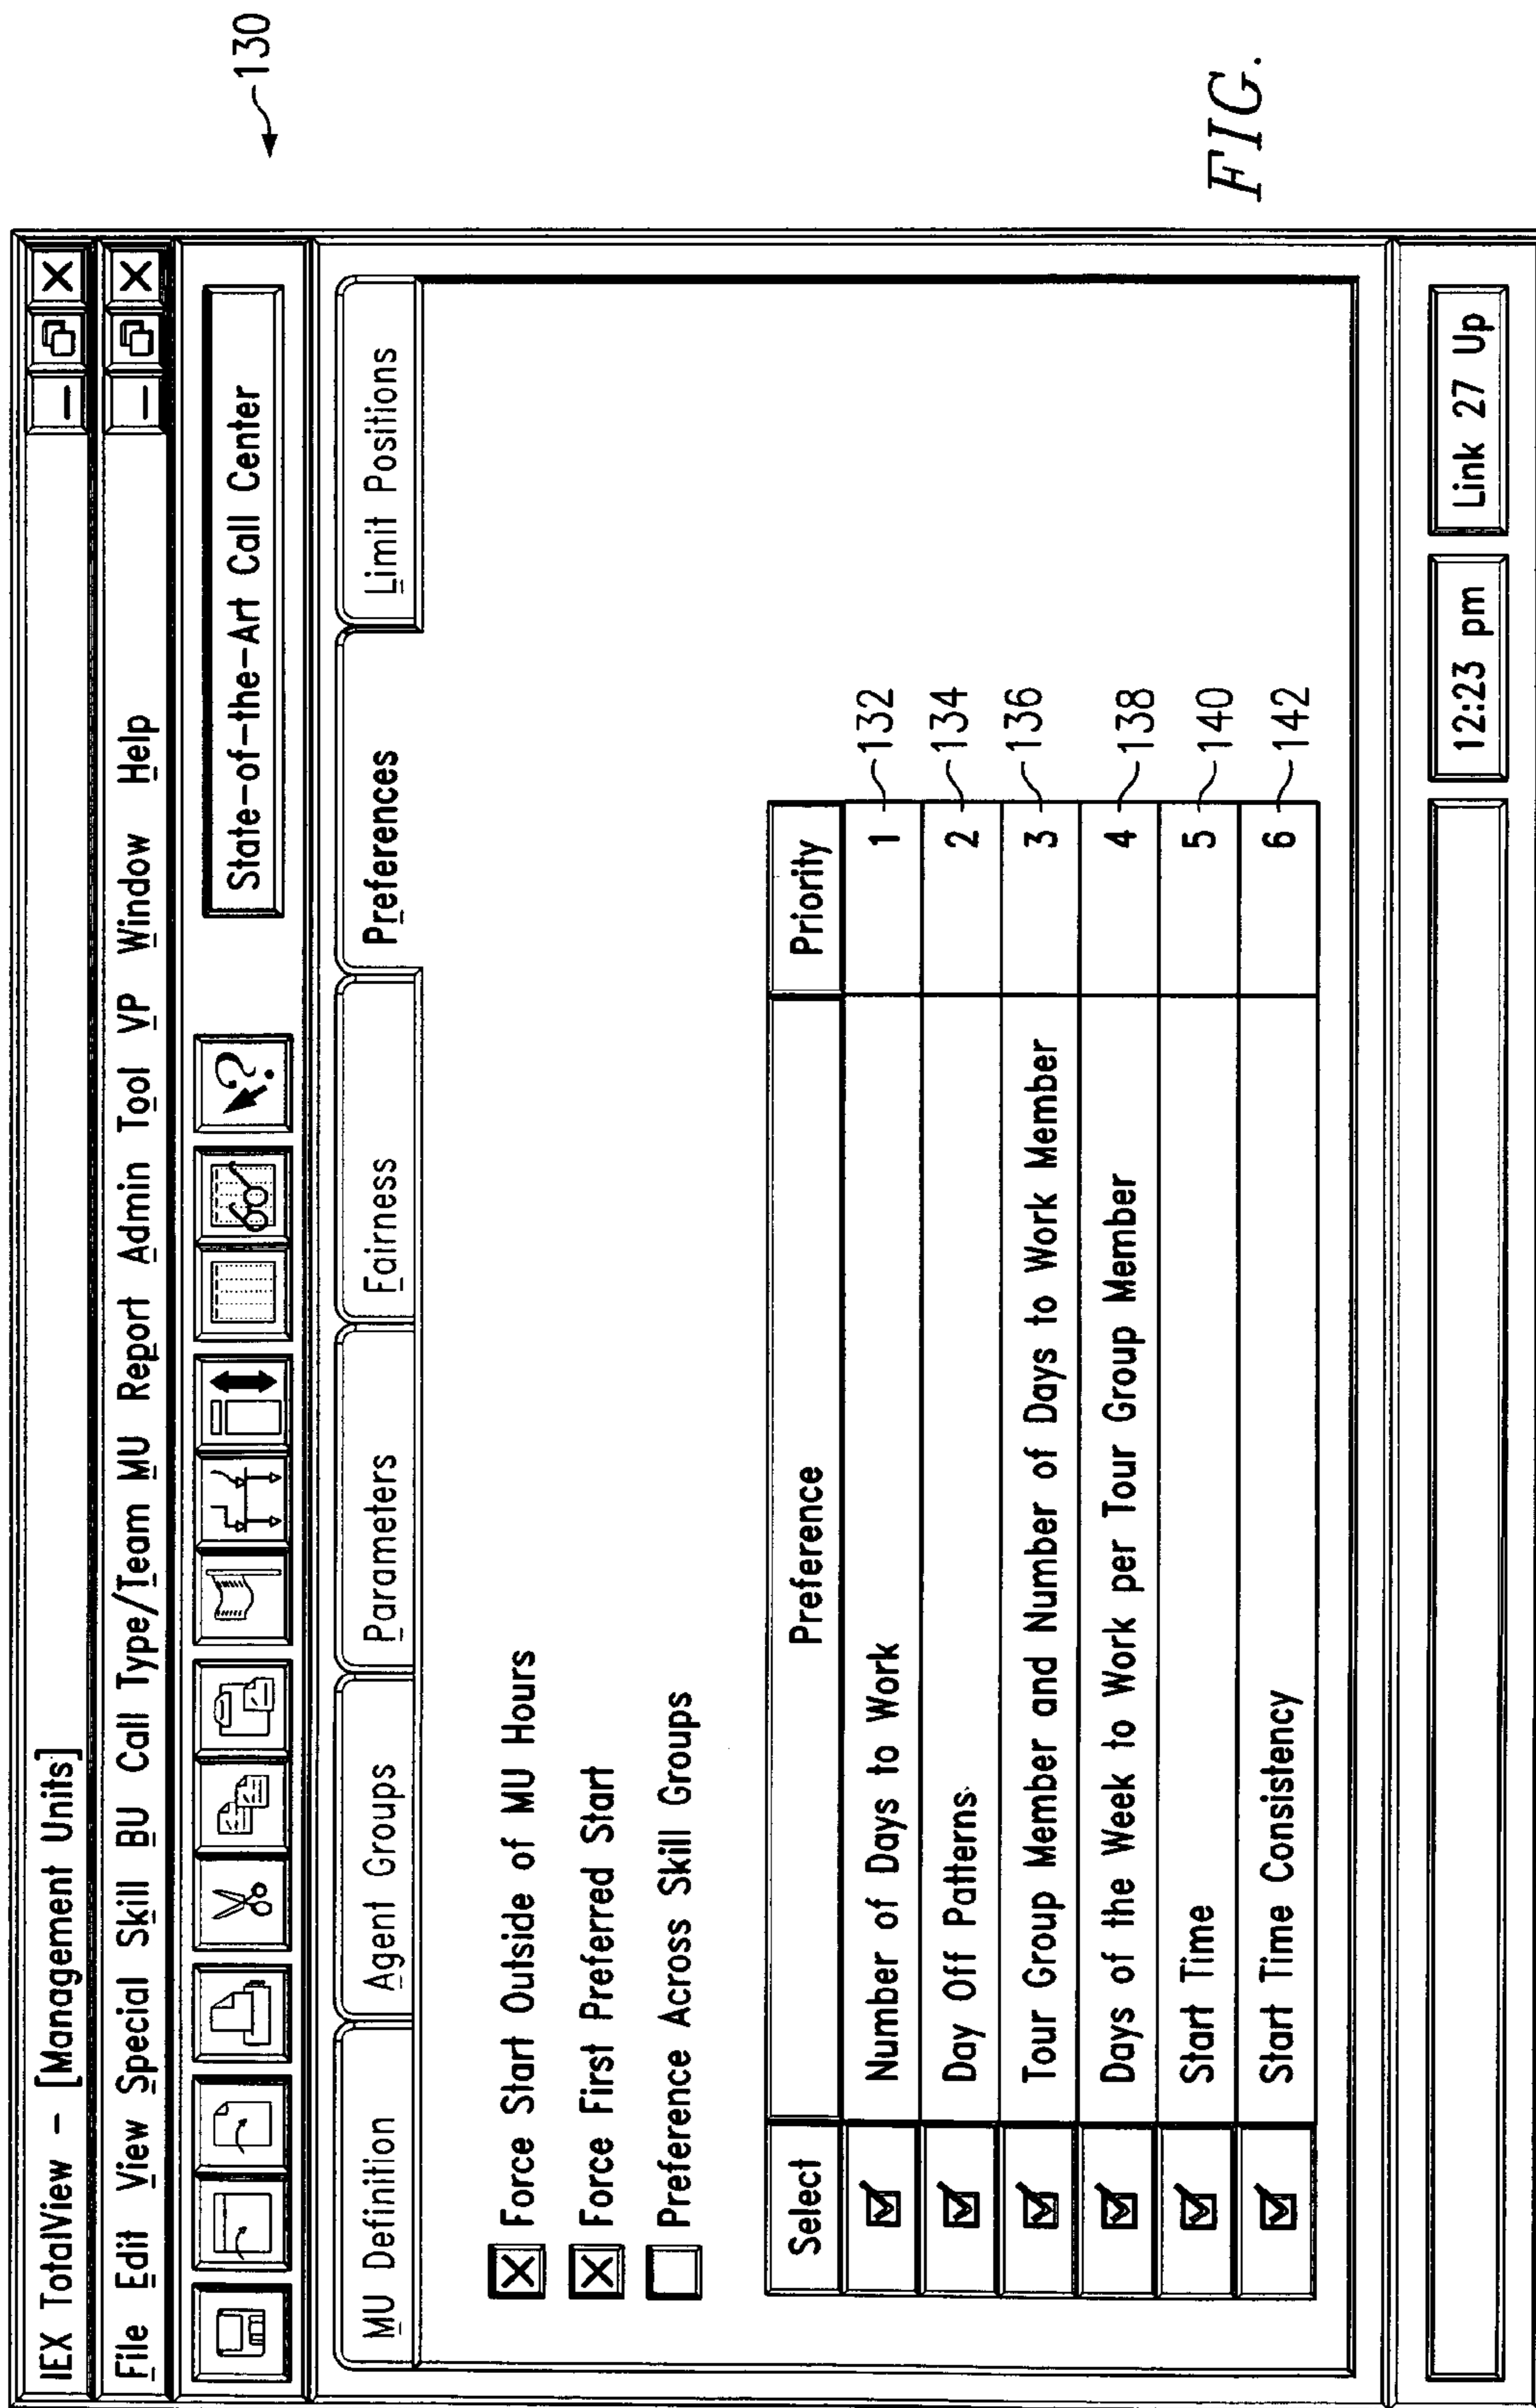 IEX TotalView - [Management Units]
File Edit View Special Skill BU Call Type/Team MU Report Admin Tool VP Window Help
State-of-the-Art Call Center
130
MU Definition Agent Groups Parameters Fairness Preferences Limit Positions
Force Start Outside of MU Hours
Force First Preferred Start
Preference Across Skill Groups
Select Preference Priority
Number of Days to Work 1 132
Day Off Patterns 2 134
Tour Group Member and Number of Days to Work Member 3 136
Days of the Week to Work per Tour Group Member 4 138
Start Time 5 140
Start Time Consistency 6 142
12:23 pm Link 27 Up
FIG.